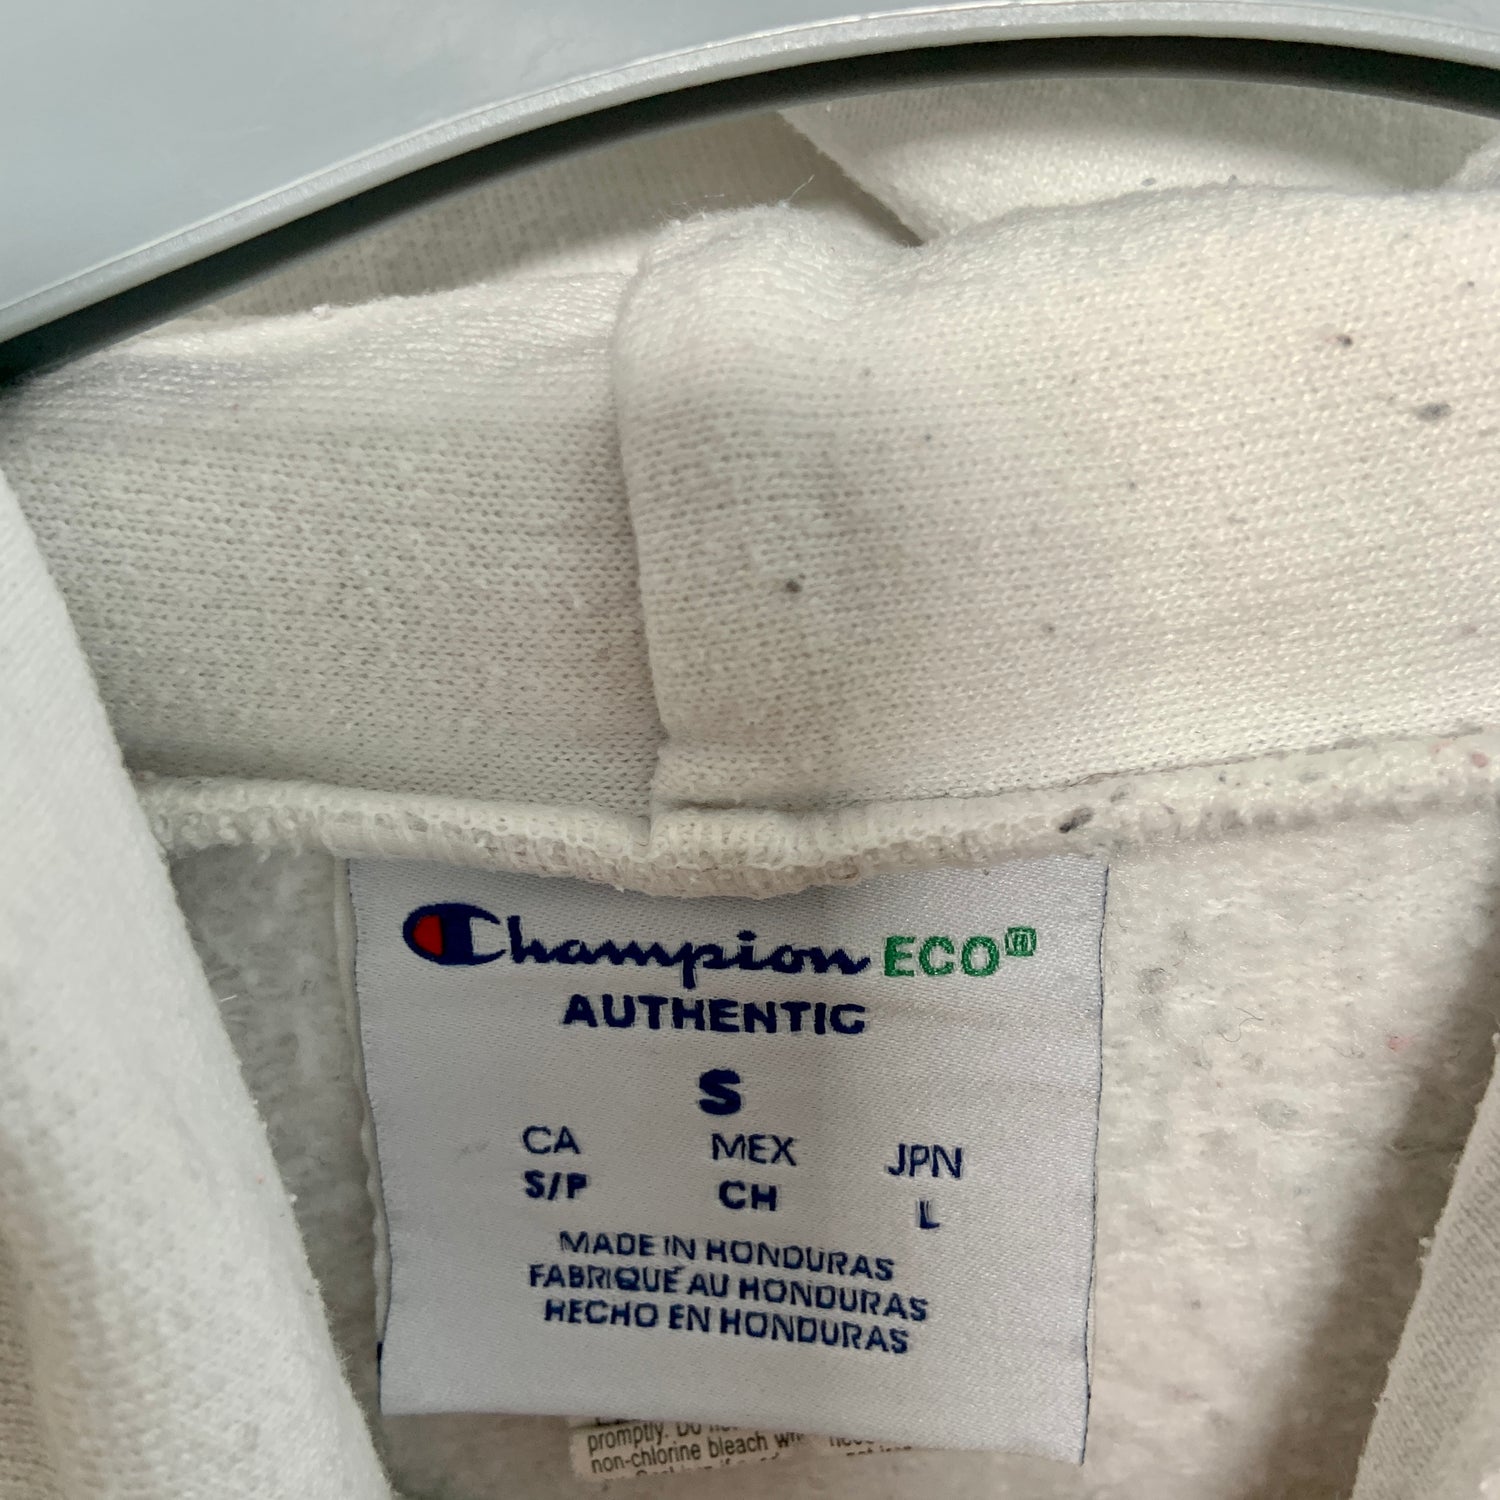 Champion ECO®
AUTHENTIC
S
CA MEX JPN
S/P CH L
MADE IN HONDURAS
FABRIQUÉ AU HONDURAS
HECHO EN HONDURAS
promptly. Do
non-chlorine bleach